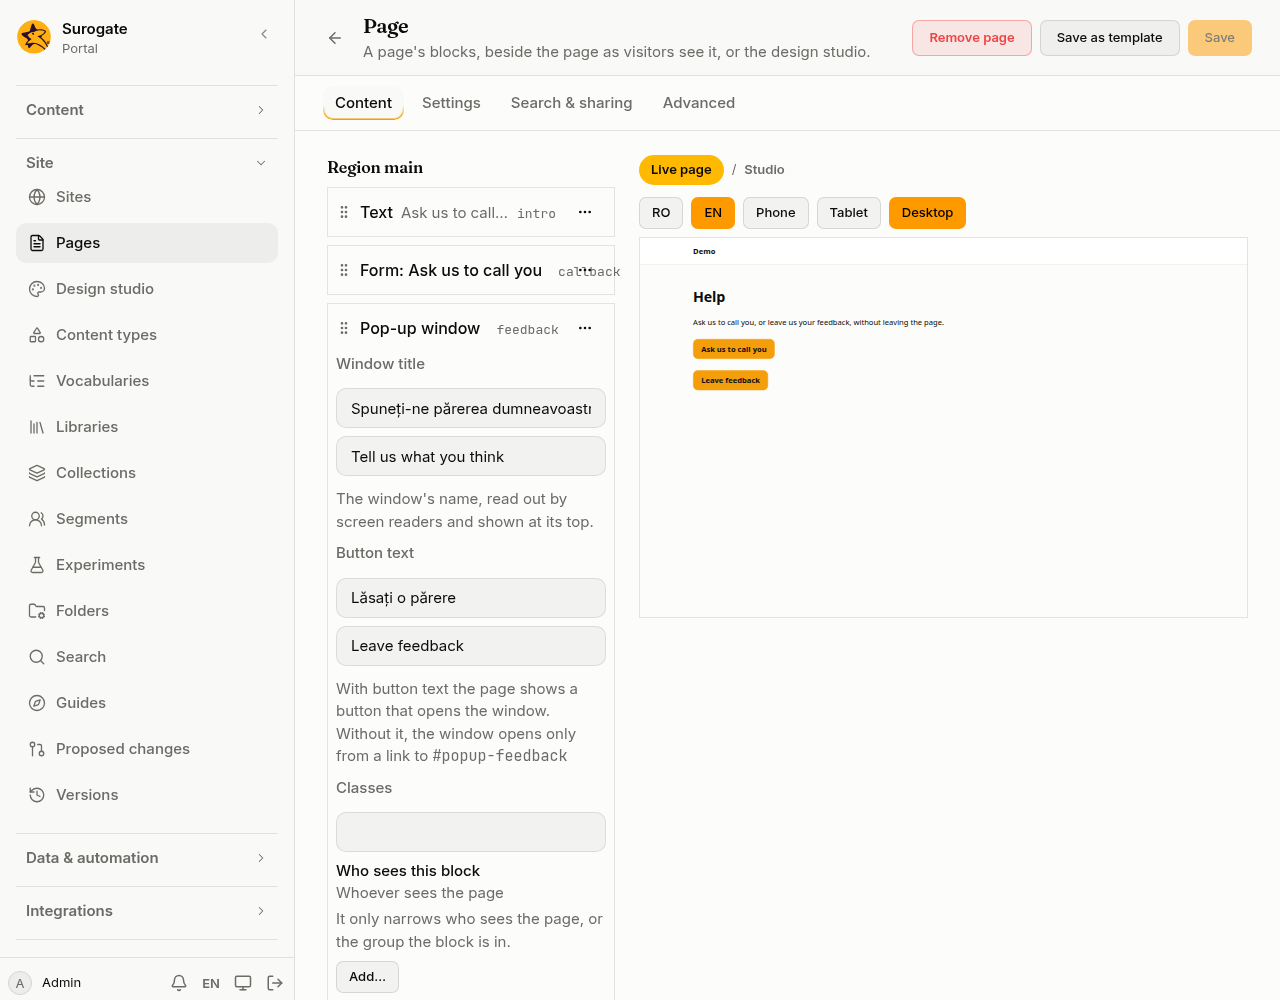 Surogate
Portal
Content
Site
Sites
Pages
Design studio
Content types
Vocabularies
Libraries
Collections
Segments
Experiments
Folders
Search
Guides
Proposed changes
Versions
Data & automation
Integrations
A Admin EN
Page
A page's blocks, beside the page as visitors see it, or the design studio.
Remove page
Save as template
Save
Content
Settings
Search & sharing
Advanced
Region main
Text Ask us to call... intro
Form: Ask us to call you callback
Pop-up window feedback
Window title
Spuneți-ne părerea dumneavoastr
Tell us what you think
The window's name, read out by
screen readers and shown at its top.
Button text
Lăsați o părere
Leave feedback
With button text the page shows a
button that opens the window.
Without it, the window opens only
from a link to #popup-feedback
Classes
Who sees this block
Whoever sees the page
It only narrows who sees the page, or
the group the block is in.
Add...
Live page / Studio
RO EN Phone Tablet Desktop
Demo
Help
Ask us to call you, or leave us your feedback, without leaving the page.
Ask us to call you
Leave feedback